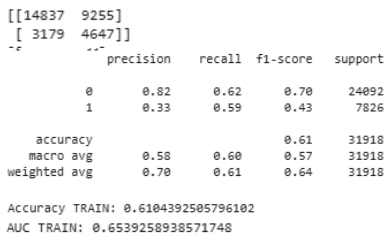 [[14837 9255]
[ 3179 4647]]
precision recall f1-score support
0 0.82 0.62 0.70 24092
1 0.33 0.59 0.43 7826
accuracy 0.61 31918
macro avg 0.58 0.60 0.57 31918
weighted avg 0.70 0.61 0.64 31918
Accuracy TRAIN: 0.6104392505796102
AUC TRAIN: 0.6539258938571748